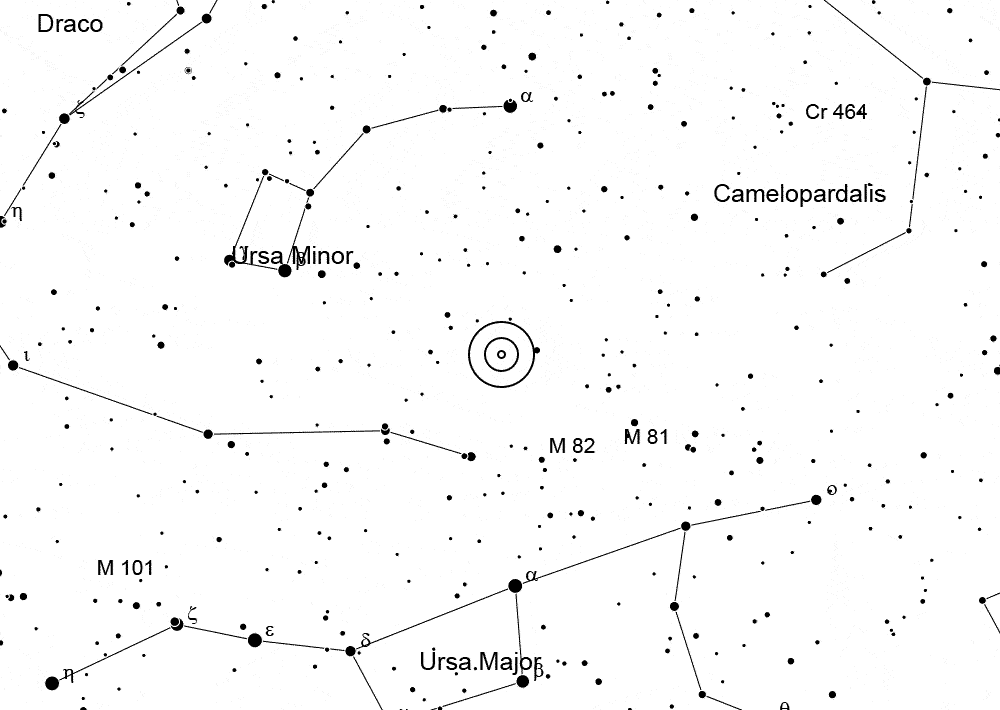 Draco
α
Cr 464
ζ
Camelopardalis
η
Ursa Minor
β
ι
M 81
M 82
ο
M 101
α
ζ
ε
δ
Ursa Major
β
η
θ